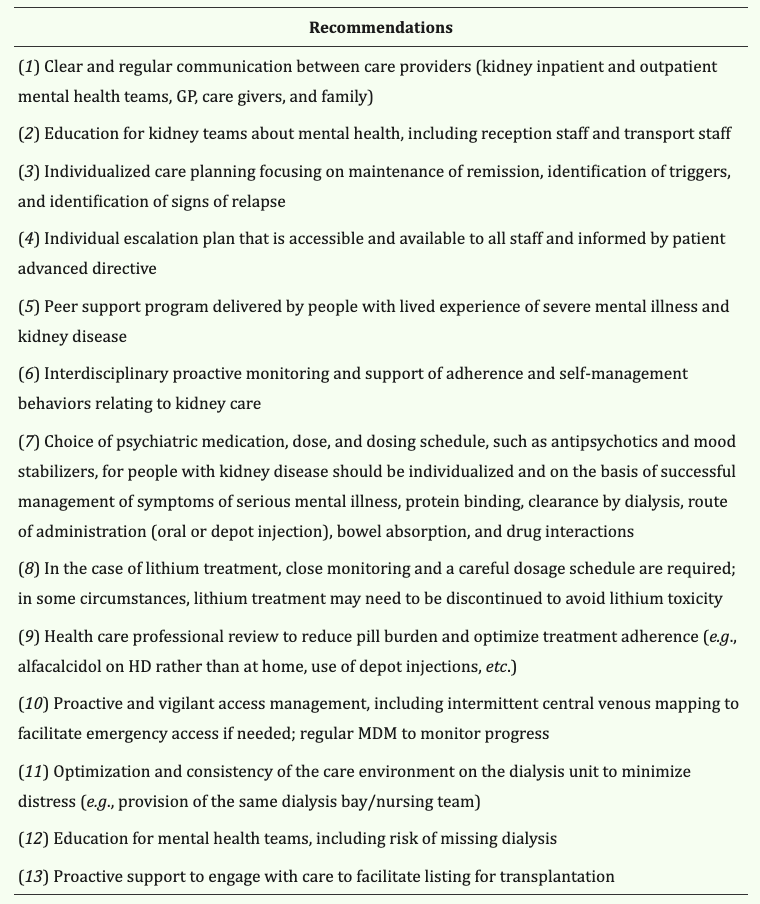 Recommendations
(1) Clear and regular communication between care providers (kidney inpatient and outpatient
mental health teams, GP, care givers, and family)
(2) Education for kidney teams about mental health, including reception staff and transport staff
(3) Individualized care planning focusing on maintenance of remission, identification of triggers,
and identification of signs of relapse
(4) Individual escalation plan that is accessible and available to all staff and informed by patient
advanced directive
(5) Peer support program delivered by people with lived experience of severe mental illness and
kidney disease
(6) Interdisciplinary proactive monitoring and support of adherence and self-management
behaviors relating to kidney care
(7) Choice of psychiatric medication, dose, and dosing schedule, such as antipsychotics and mood
stabilizers, for people with kidney disease should be individualized and on the basis of successful
management of symptoms of serious mental illness, protein binding, clearance by dialysis, route
of administration (oral or depot injection), bowel absorption, and drug interactions
(8) In the case of lithium treatment, close monitoring and a careful dosage schedule are required;
in some circumstances, lithium treatment may need to be discontinued to avoid lithium toxicity
(9) Health care professional review to reduce pill burden and optimize treatment adherence (e.g.,
alfacalcidol on HD rather than at home, use of depot injections, etc.)
(10) Proactive and vigilant access management, including intermittent central venous mapping to
facilitate emergency access if needed; regular MDM to monitor progress
(11) Optimization and consistency of the care environment on the dialysis unit to minimize
distress (e.g., provision of the same dialysis bay/nursing team)
(12) Education for mental health teams, including risk of missing dialysis
(13) Proactive support to engage with care to facilitate listing for transplantation